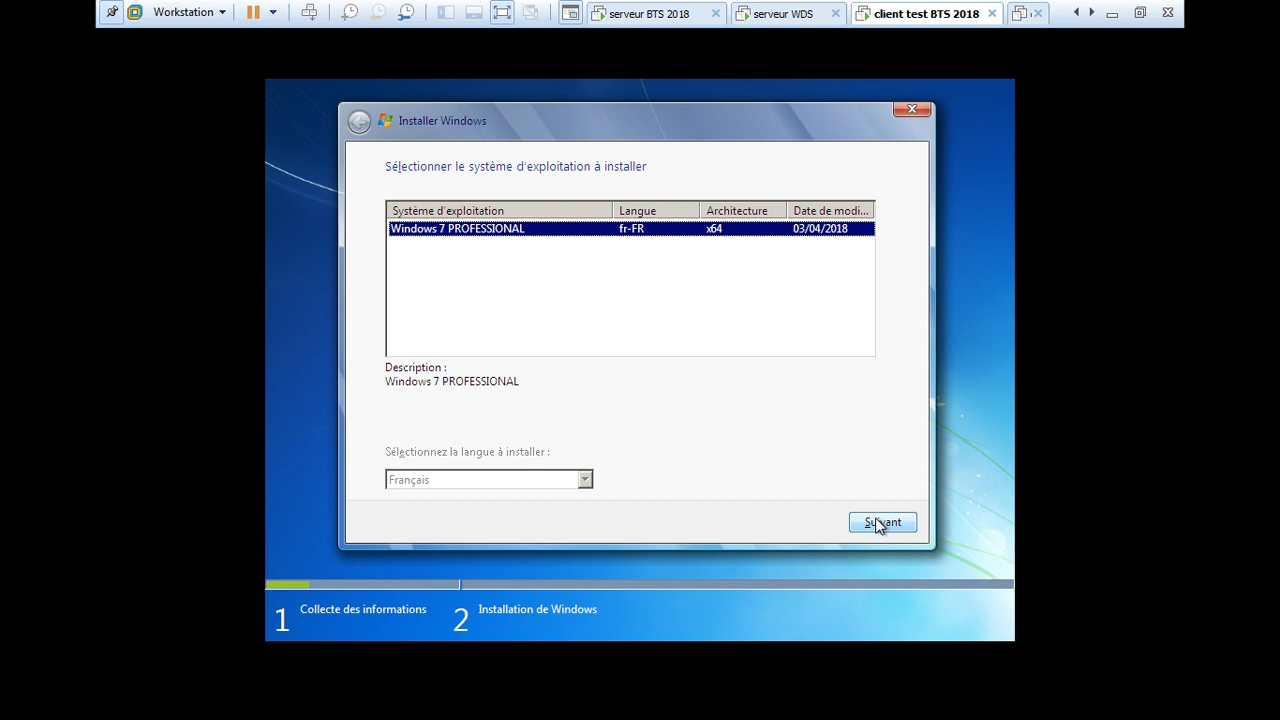 Workstation
serveur BTS 2018
serveur WDS
client test BTS 2018
Installer Windows
Sélectionner le système d'exploitation à installer
Système d'exploitation Langue Architecture Date de modi...
Windows 7 PROFESSIONAL fr-FR x64 03/04/2018
Description :
Windows 7 PROFESSIONAL
Sélectionnez la langue à installer :
Français
Suivant
1 Collecte des informations
2 Installation de Windows